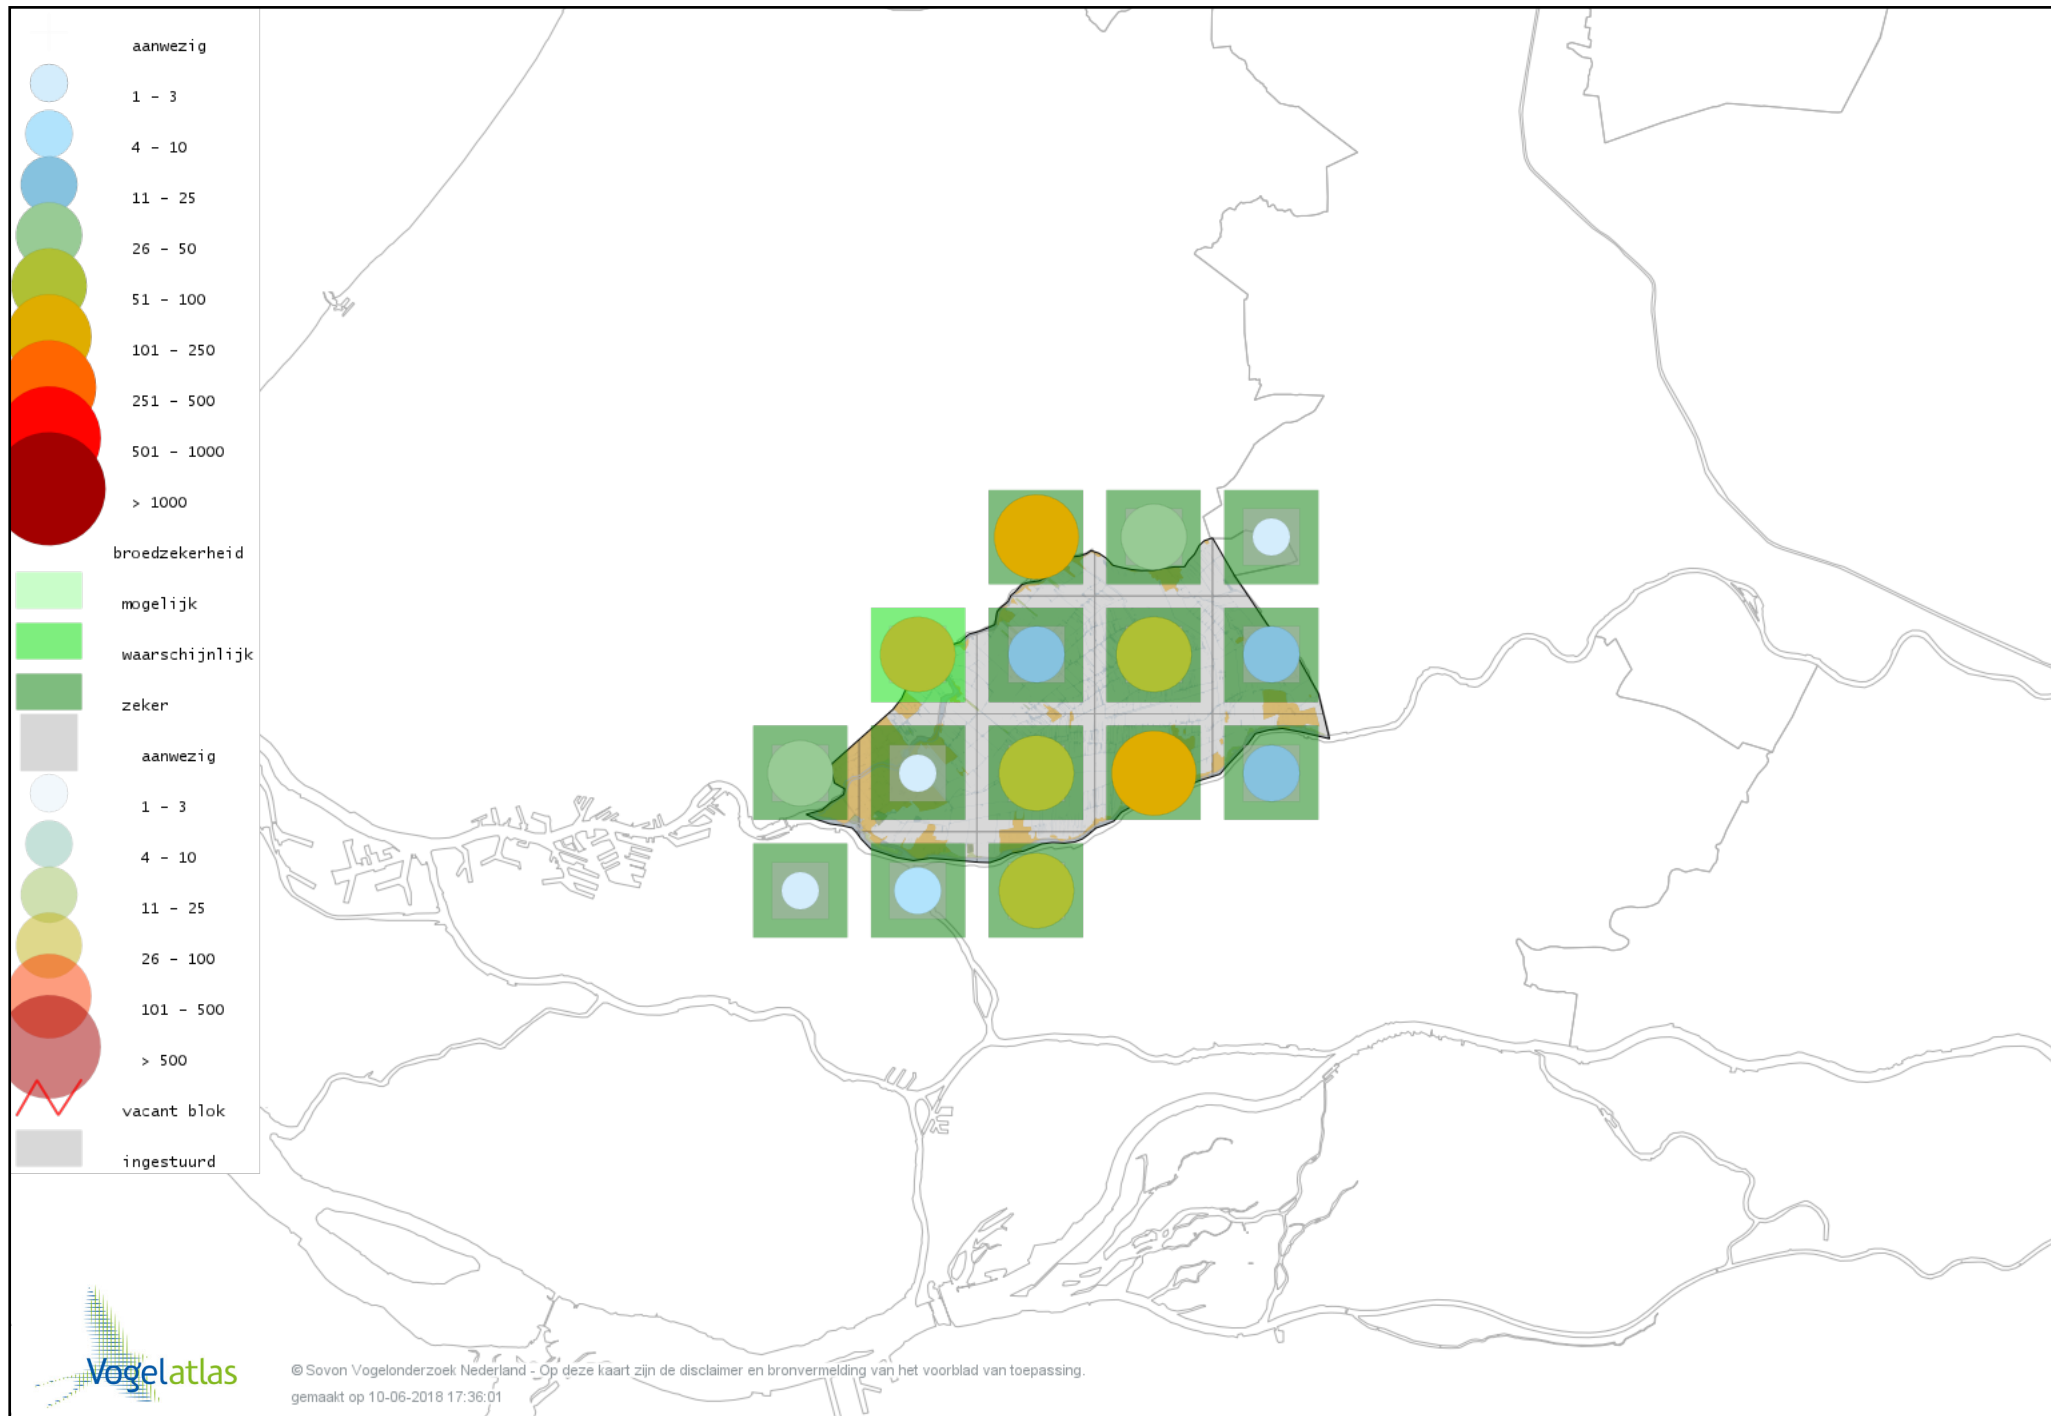 aanwezig
1 - 3
4 - 10
11 - 25
26 - 50
51 - 100
101 - 250
251 - 500
501 - 1000
> 1000
broedzekerheid
mogelijk
waarschijnlijk
zeker
aanwezig
1 - 3
4 - 10
11 - 25
26 - 100
101 - 500
> 500
vacant blok
ingestuurd
Vogelatlas
© Sovon Vogelonderzoek Nederland - Op deze kaart zijn de disclaimer en bronvermelding van het voorblad van toepassing.
gemaakt op 10-06-2018 17:36:01